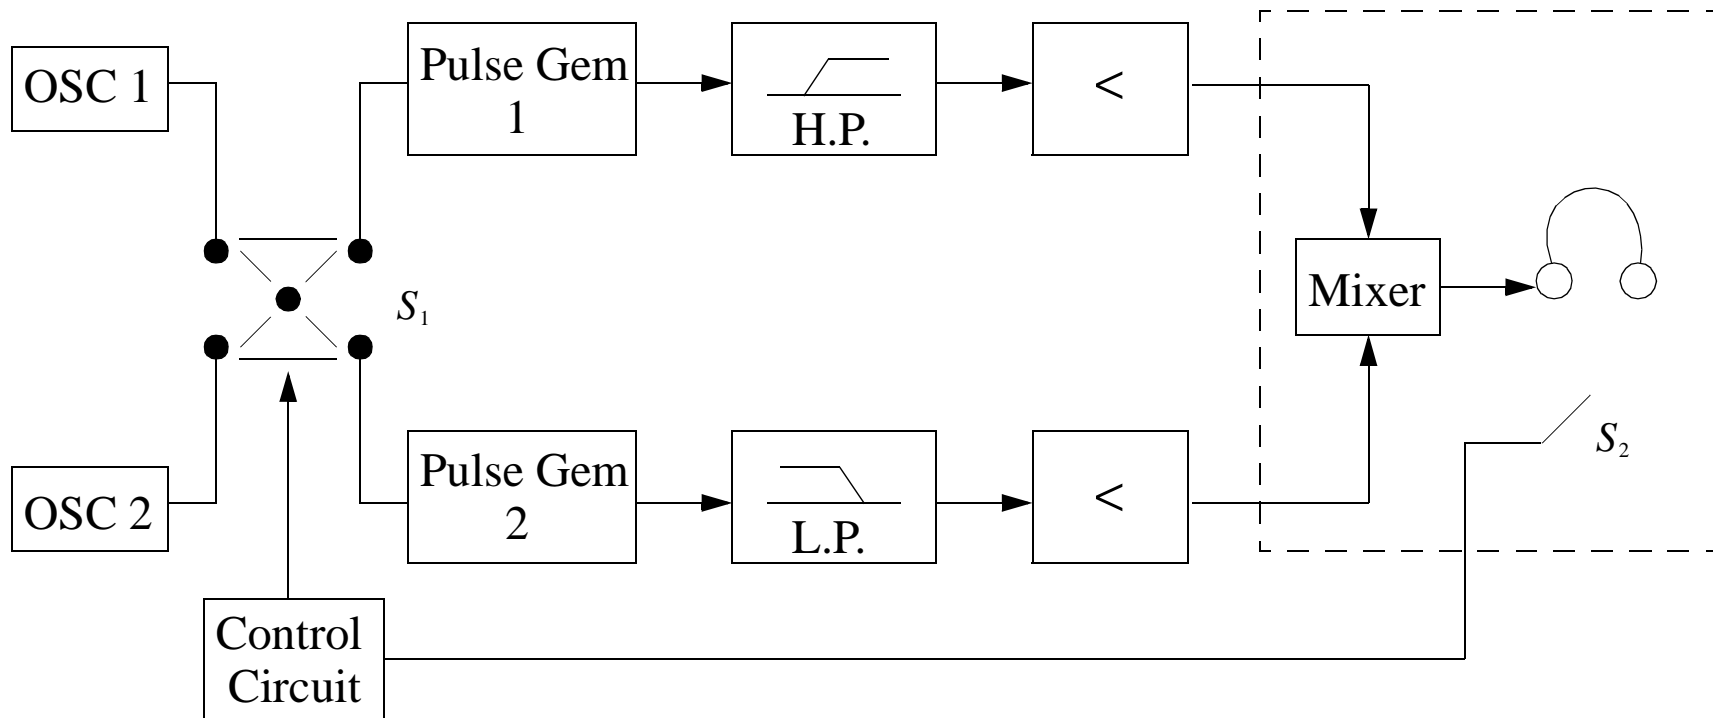 OSC 1
Pulse Gem
1
H.P.
<
S1
Mixer
S2
OSC 2
Pulse Gem
2
L.P.
<
Control
Circuit